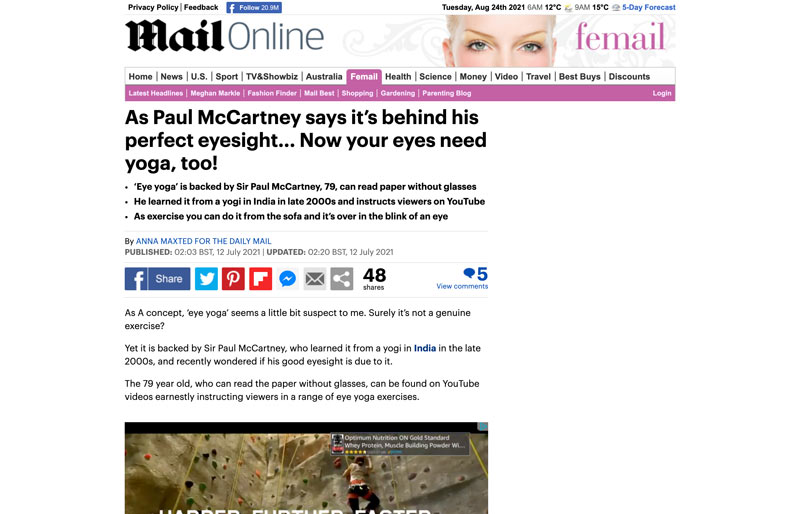 Privacy Policy | Feedback
Follow 20.9M
Tuesday, Aug 24th 2021 6AM 12°C 9AM 15°C 5-Day Forecast
Mail Online
femail
Home | News | U.S. | Sport | TV&Showbiz | Australia | Femail | Health | Science | Money | Video | Travel | Best Buys | Discounts
Latest Headlines | Meghan Markle | Fashion Finder | Mail Best | Shopping | Gardening | Parenting Blog
Login
As Paul McCartney says it’s behind his
perfect eyesight... Now your eyes need
yoga, too!
• ‘Eye yoga’ is backed by Sir Paul McCartney, 79, can read paper without glasses
• He learned it from a yogi in India in late 2000s and instructs viewers on YouTube
• As exercise you can do it from the sofa and it’s over in the blink of an eye
By ANNA MAXTED FOR THE DAILY MAIL
PUBLISHED: 02:03 BST, 12 July 2021 | UPDATED: 02:20 BST, 12 July 2021
Share
48
shares
5
View comments
As A concept, ‘eye yoga’ seems a little bit suspect to me. Surely it’s not a genuine
exercise?
Yet it is backed by Sir Paul McCartney, who learned it from a yogi in India in the late
2000s, and recently wondered if his good eyesight is due to it.
The 79 year old, who can read the paper without glasses, can be found on YouTube
videos earnestly instructing viewers in a range of eye yoga exercises.
Optimum Nutrition ON Gold Standard
Whey Protein, Muscle Building Powder Wi...
HARDER FURTHER FASTER